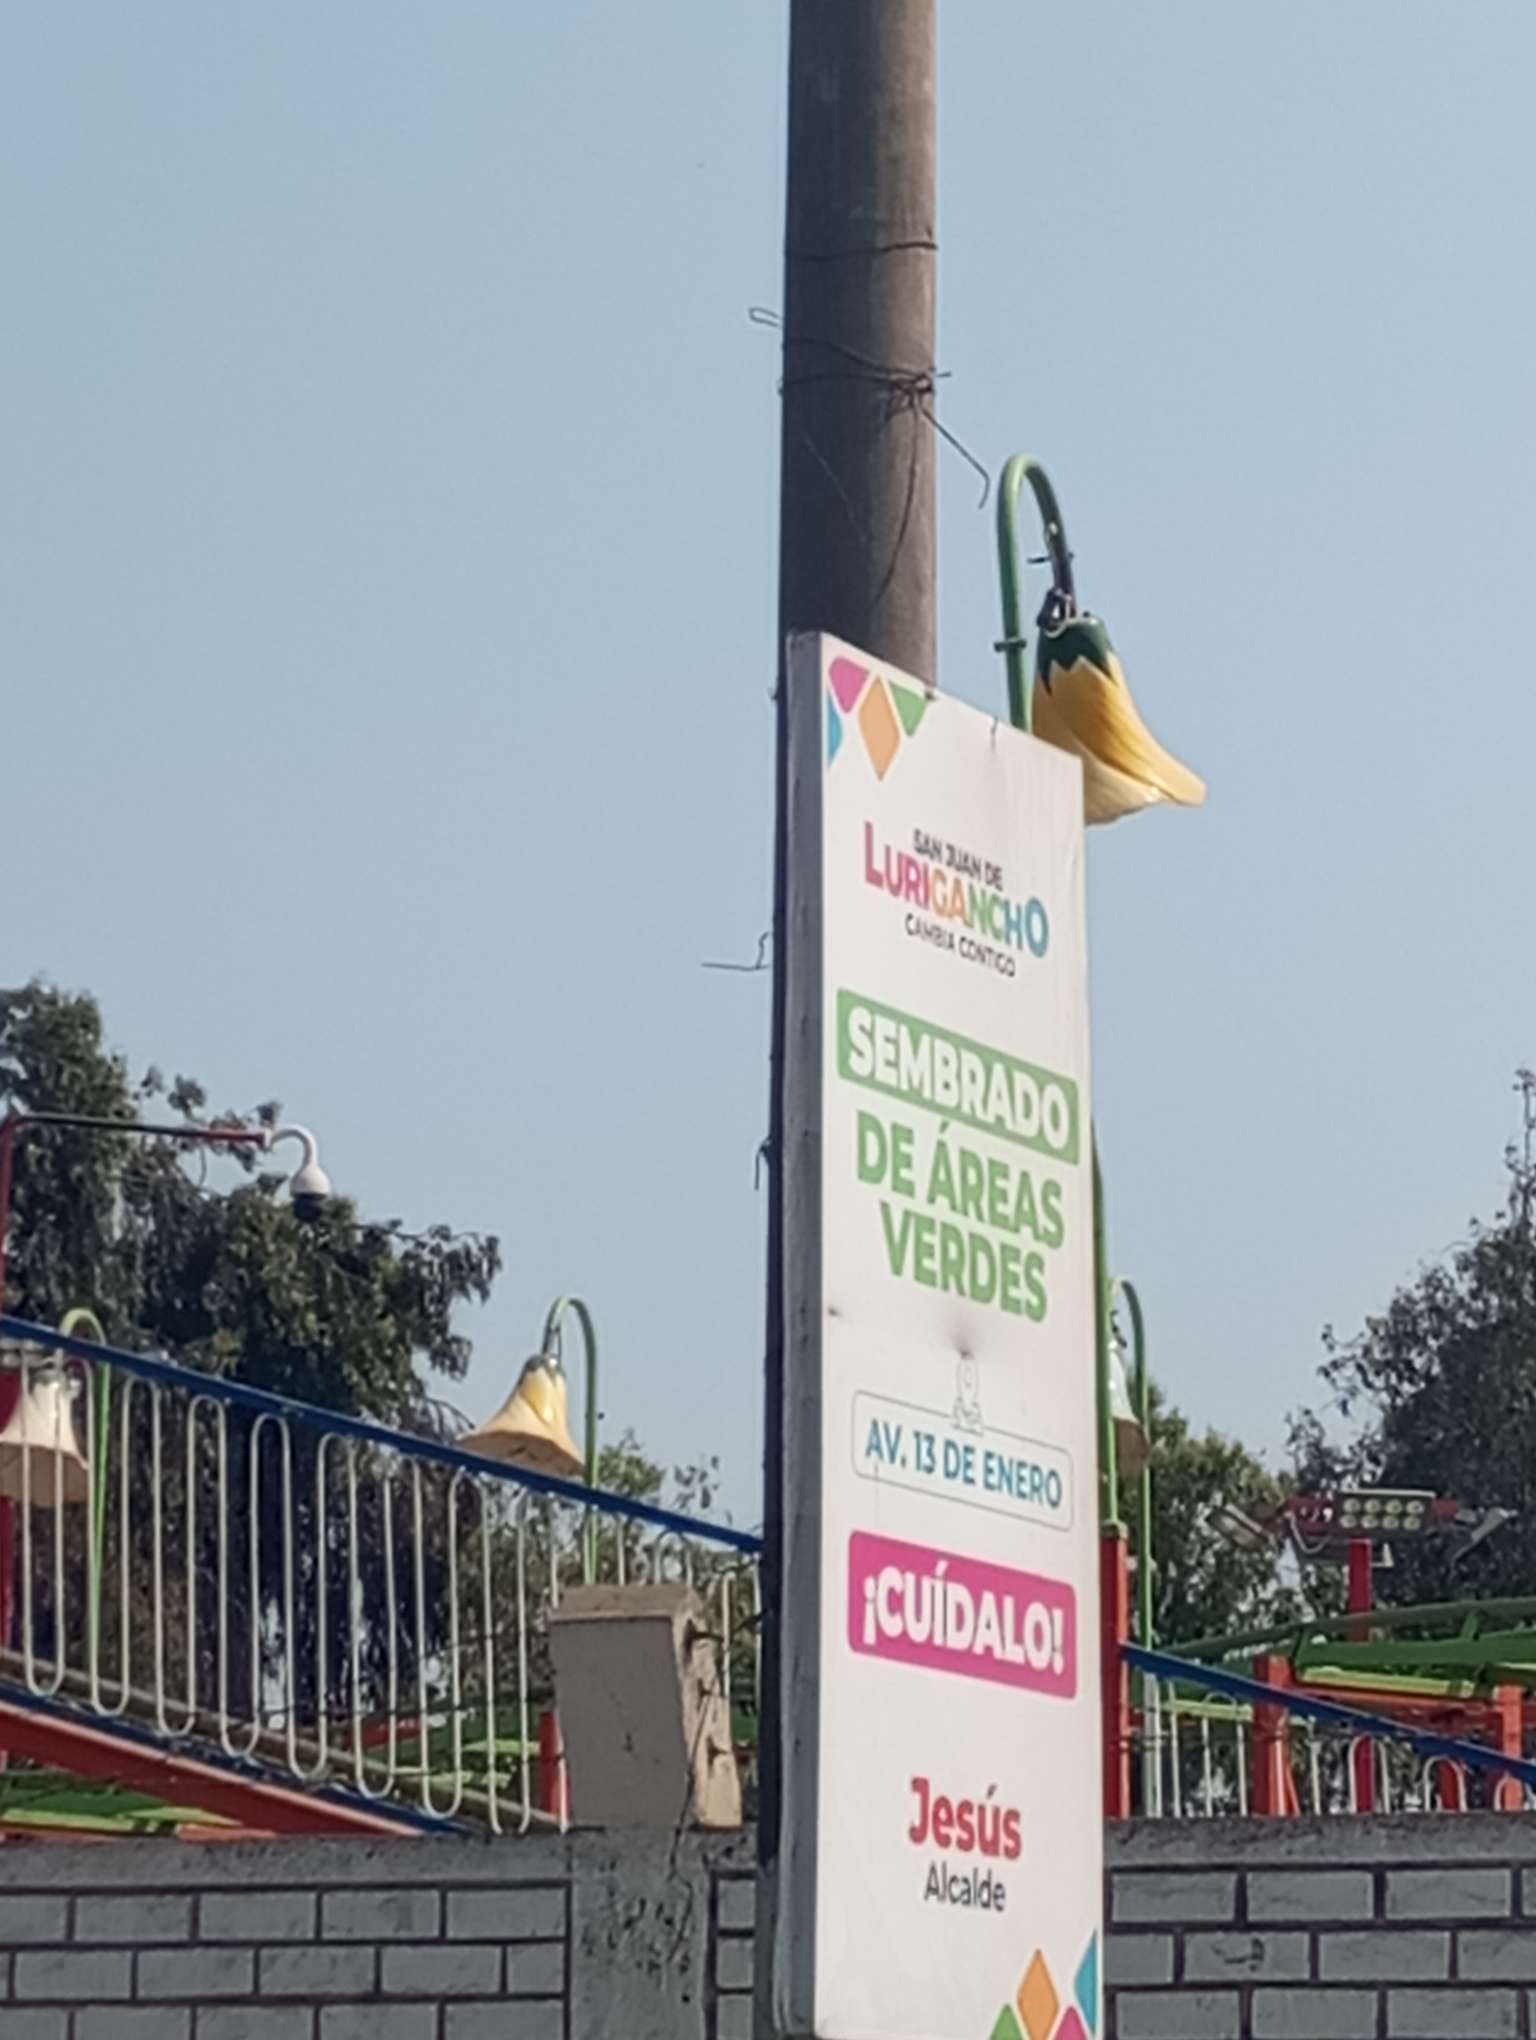 SAN JUAN DE
LURIGANCHO
CAMBIA CONTIGO
SEMBRADO
DE ÁREAS
VERDES
AV. 13 DE ENERO
¡CUÍDALO!
Jesús
Alcalde